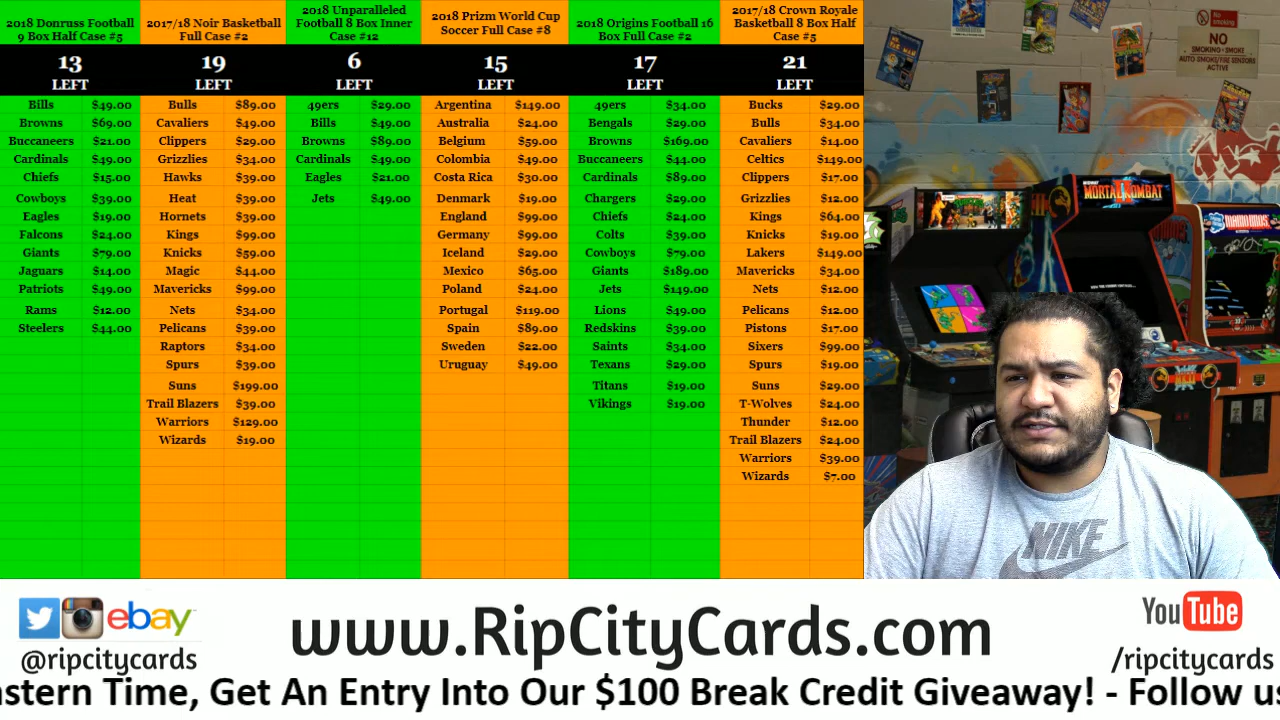 2018 Donruss Football
9 Box Half Case #5
13
LEFT
Bills $49.00
Browns $69.00
Buccaneers $21.00
Cardinals $49.00
Chiefs $15.00
Cowboys $39.00
Eagles $19.00
Falcons $24.00
Giants $79.00
Jaguars $14.00
Patriots $49.00
Rams $12.00
Steelers $44.00
2017/18 Noir Basketball
Full Case #2
19
LEFT
Bulls $89.00
Cavaliers $49.00
Clippers $29.00
Grizzlies $34.00
Hawks $39.00
Heat $39.00
Hornets $39.00
Kings $99.00
Knicks $59.00
Magic $44.00
Mavericks $99.00
Nets $34.00
Pelicans $39.00
Raptors $34.00
Spurs $39.00
Suns $199.00
Trail Blazers $39.00
Warriors $129.00
Wizards $19.00
2018 Unparalleled
Football 8 Box Inner
Case #12
6
LEFT
49ers $29.00
Bills $49.00
Browns $89.00
Cardinals $49.00
Eagles $21.00
Jets $49.00
2018 Prizm World Cup
Soccer Full Case #8
15
LEFT
Argentina $149.00
Australia $24.00
Belgium $59.00
Colombia $49.00
Costa Rica $30.00
Denmark $19.00
England $99.00
Germany $99.00
Iceland $29.00
Mexico $65.00
Poland $24.00
Portugal $119.00
Spain $89.00
Sweden $22.00
Uruguay $49.00
2018 Origins Football 16
Box Full Case #2
17
LEFT
49ers $34.00
Bengals $29.00
Browns $169.00
Buccaneers $44.00
Cardinals $89.00
Chargers $29.00
Chiefs $24.00
Colts $39.00
Cowboys $79.00
Giants $189.00
Jets $149.00
Lions $49.00
Redskins $39.00
Saints $34.00
Texans $29.00
Titans $19.00
Vikings $19.00
2017/18 Crown Royale
Basketball 8 Box Half
Case #5
21
LEFT
Bucks $29.00
Bulls $34.00
Cavaliers $14.00
Celtics $149.00
Clippers $17.00
Grizzlies $12.00
Kings $64.00
Knicks $19.00
Lakers $149.00
Mavericks $34.00
Nets $12.00
Pelicans $12.00
Pistons $17.00
Sixers $99.00
Spurs $19.00
Suns $29.00
T-Wolves $24.00
Thunder $12.00
Trail Blazers $24.00
Warriors $39.00
Wizards $7.00
No
smoking
NO
SMOKING
AUTO SMOKE/FIRE SENSORS
ACTIVE
MORTAL KOMBAT
MARIO BROS.
NIKE
ebay
@ripcitycards
www.RipCityCards.com
YouTube
/ripcitycards
astern Time, Get An Entry Into Our $100 Break Credit Giveaway! - Follow us